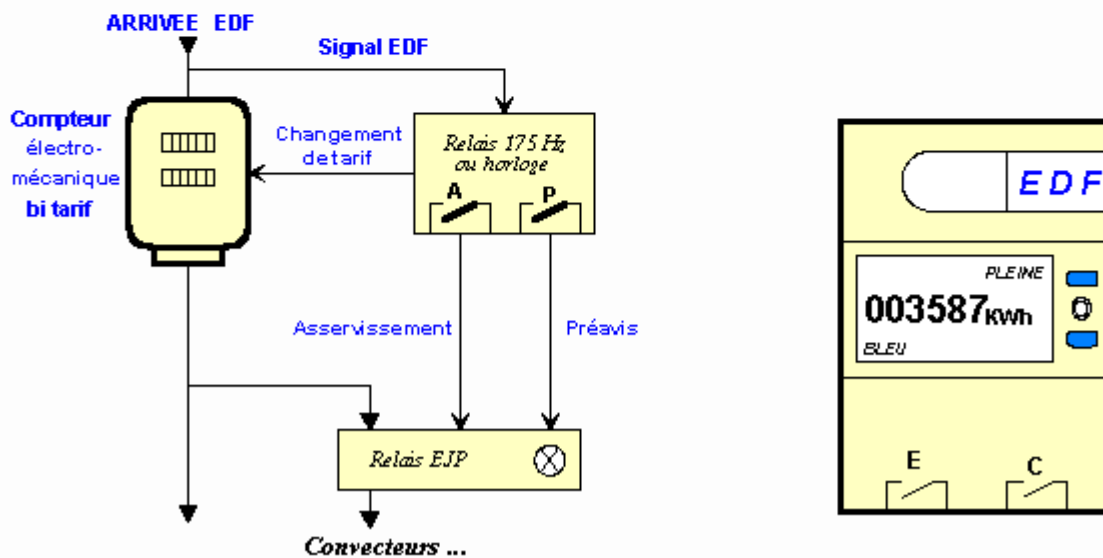 ARRIVEE EDF
Signal EDF
Compteur
électro-
mécanique
bi tarif
Changement
de tarif
Relais 175 Hz
ou horloge
A
P
Asservissement
Préavis
Relais EJP
Convecteurs ...
EDF
PLEINE
003587KWh
BLEU
E
C